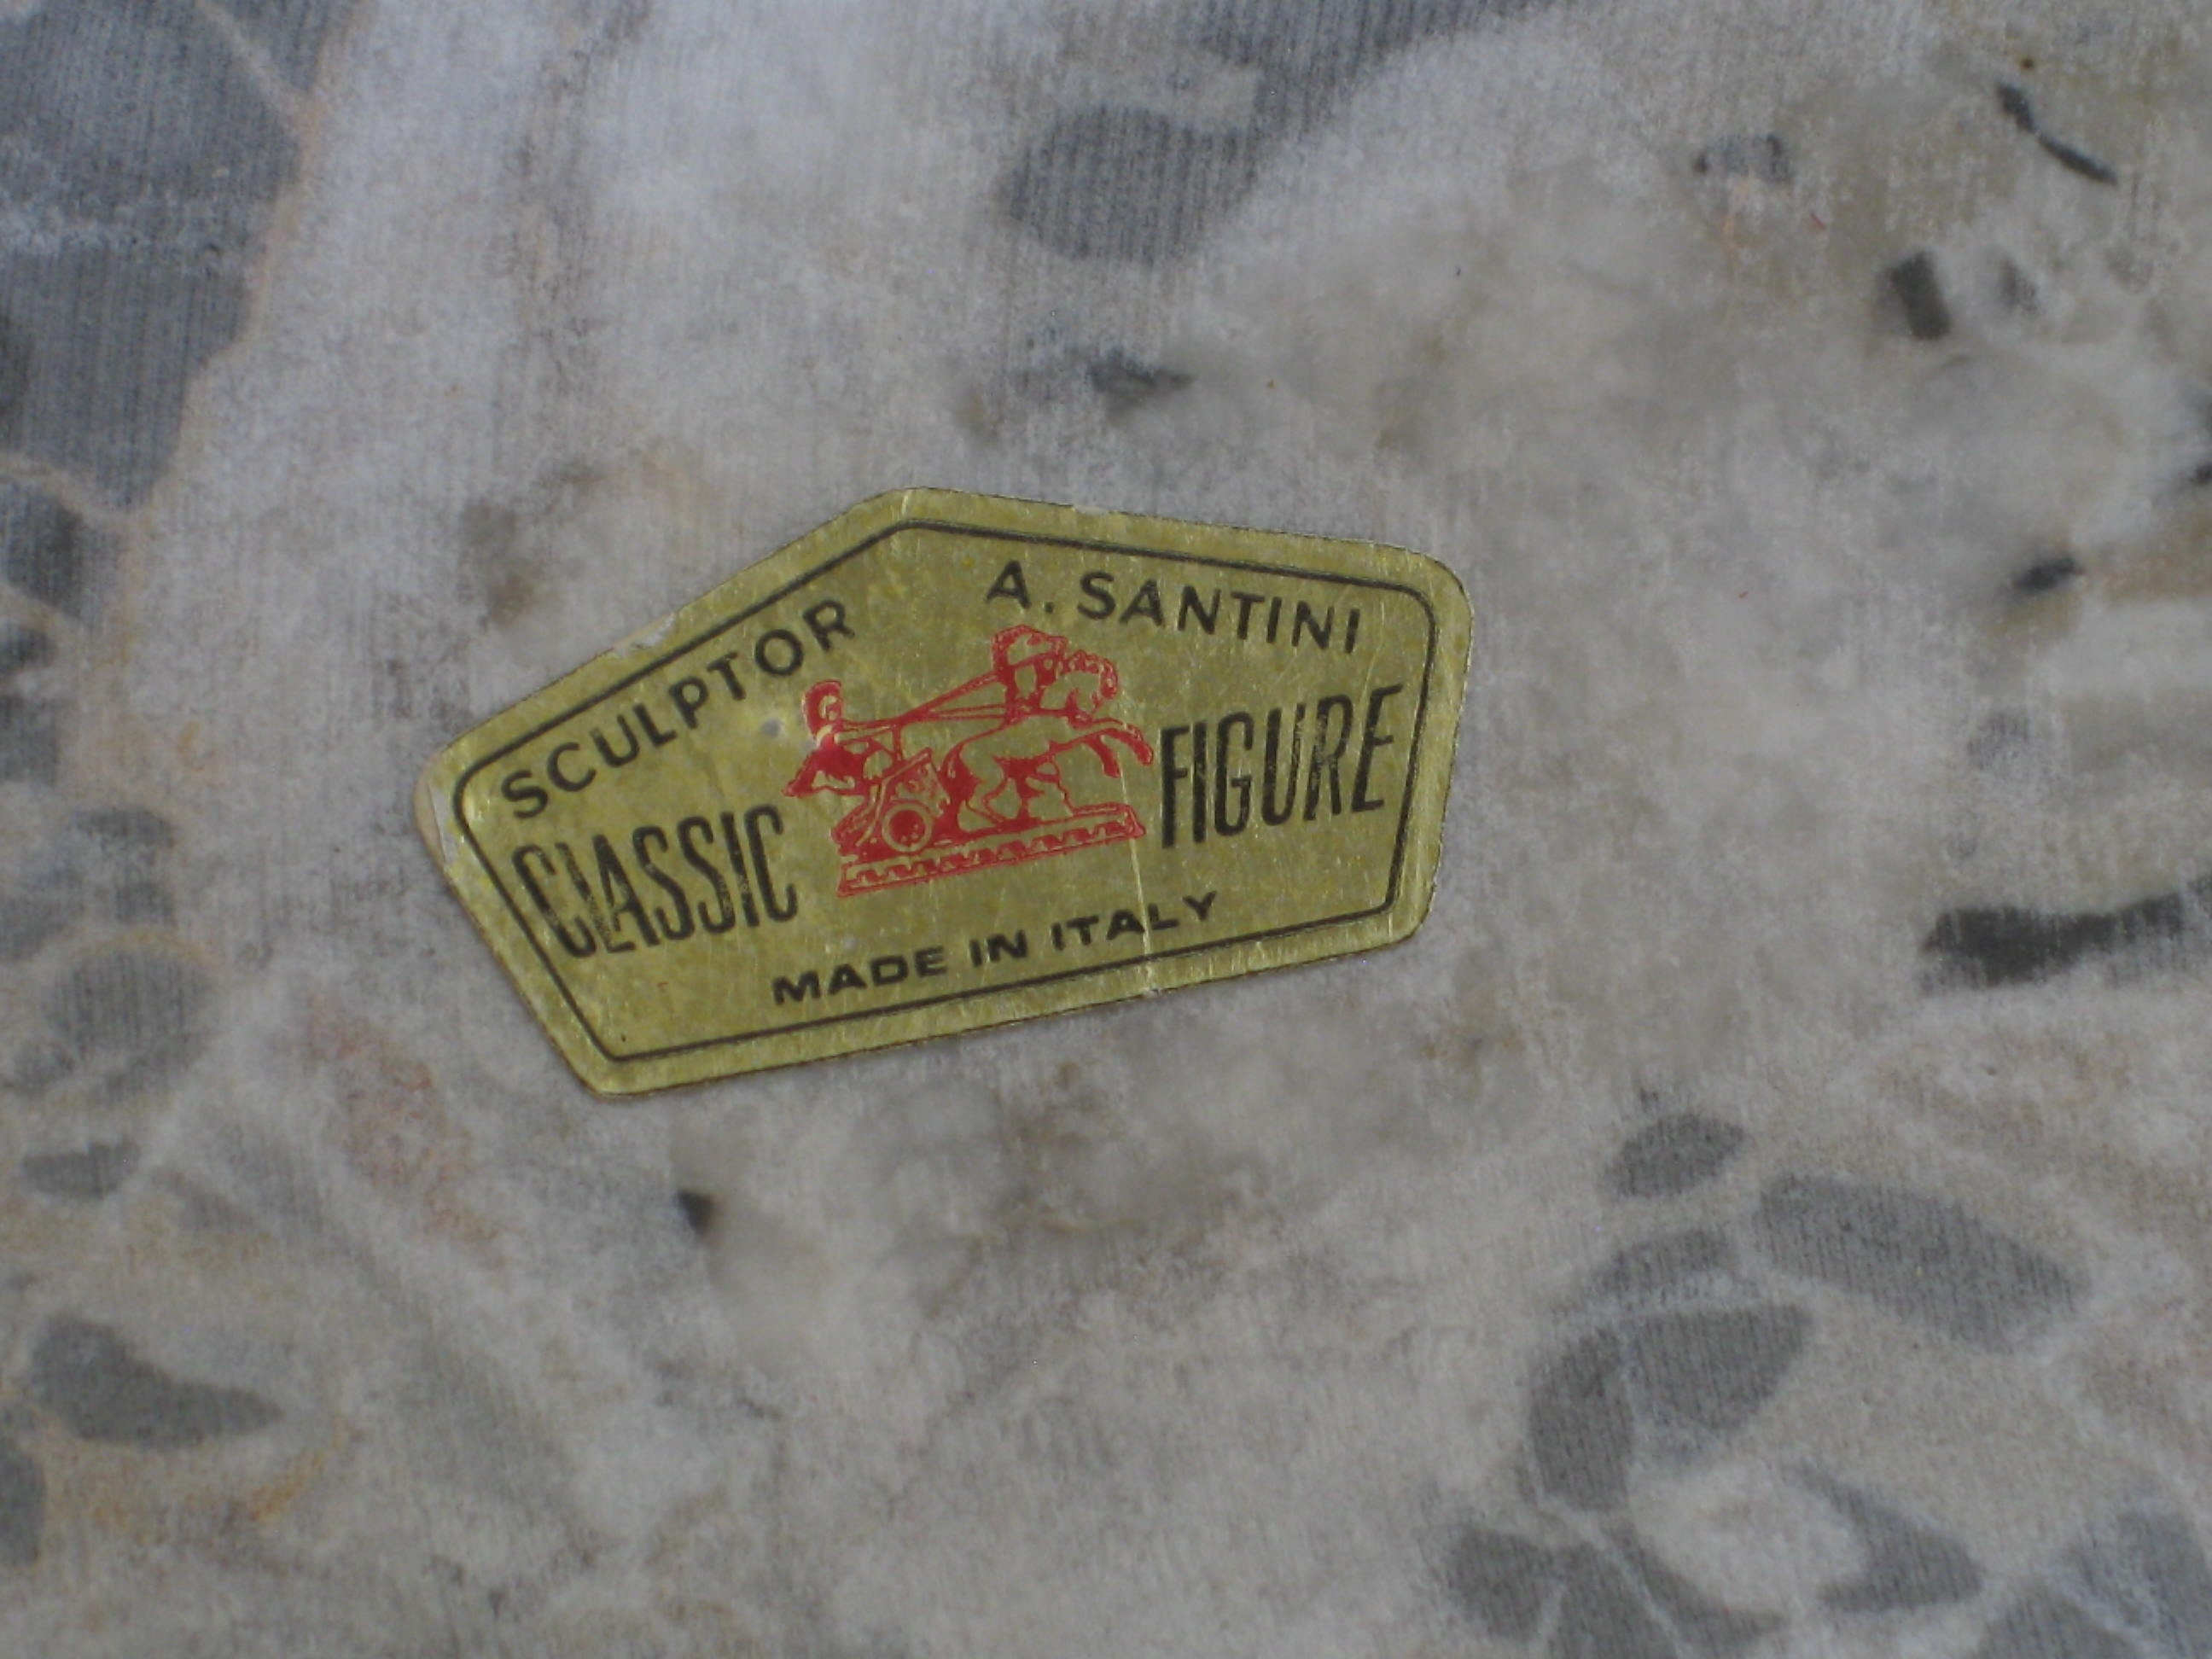 SCULPTOR A. SANTINI
CLASSIC FIGURE
MADE IN ITALY